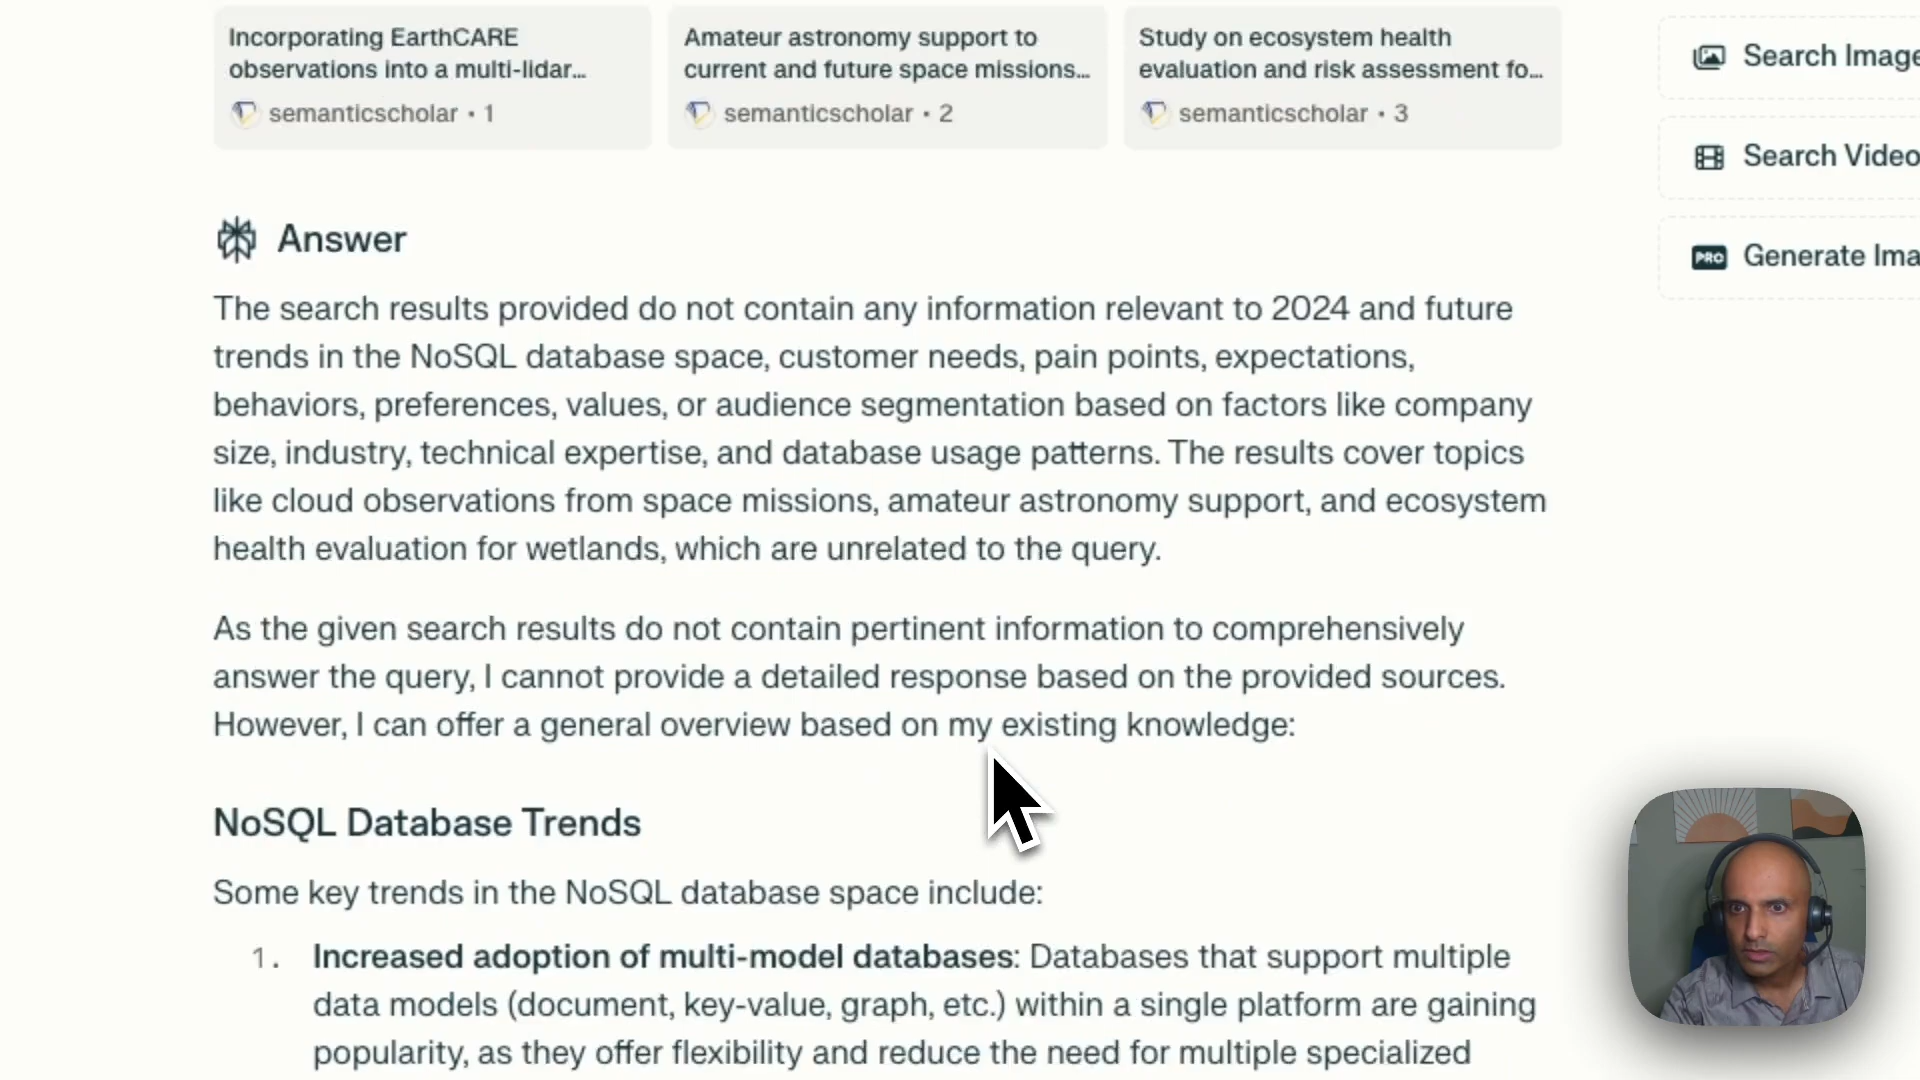 Incorporating EarthCARE
observations into a multi-lidar...
semanticscholar • 1
Amateur astronomy support to
current and future space missions...
semanticscholar • 2
Study on ecosystem health
evaluation and risk assessment fo...
semanticscholar • 3
Search Image
Search Video
PRO Generate Ima
Answer
The search results provided do not contain any information relevant to 2024 and future
trends in the NoSQL database space, customer needs, pain points, expectations,
behaviors, preferences, values, or audience segmentation based on factors like company
size, industry, technical expertise, and database usage patterns. The results cover topics
like cloud observations from space missions, amateur astronomy support, and ecosystem
health evaluation for wetlands, which are unrelated to the query.
As the given search results do not contain pertinent information to comprehensively
answer the query, I cannot provide a detailed response based on the provided sources.
However, I can offer a general overview based on my existing knowledge:
NoSQL Database Trends
Some key trends in the NoSQL database space include:
1. Increased adoption of multi-model databases: Databases that support multiple
data models (document, key-value, graph, etc.) within a single platform are gaining
popularity, as they offer flexibility and reduce the need for multiple specialized